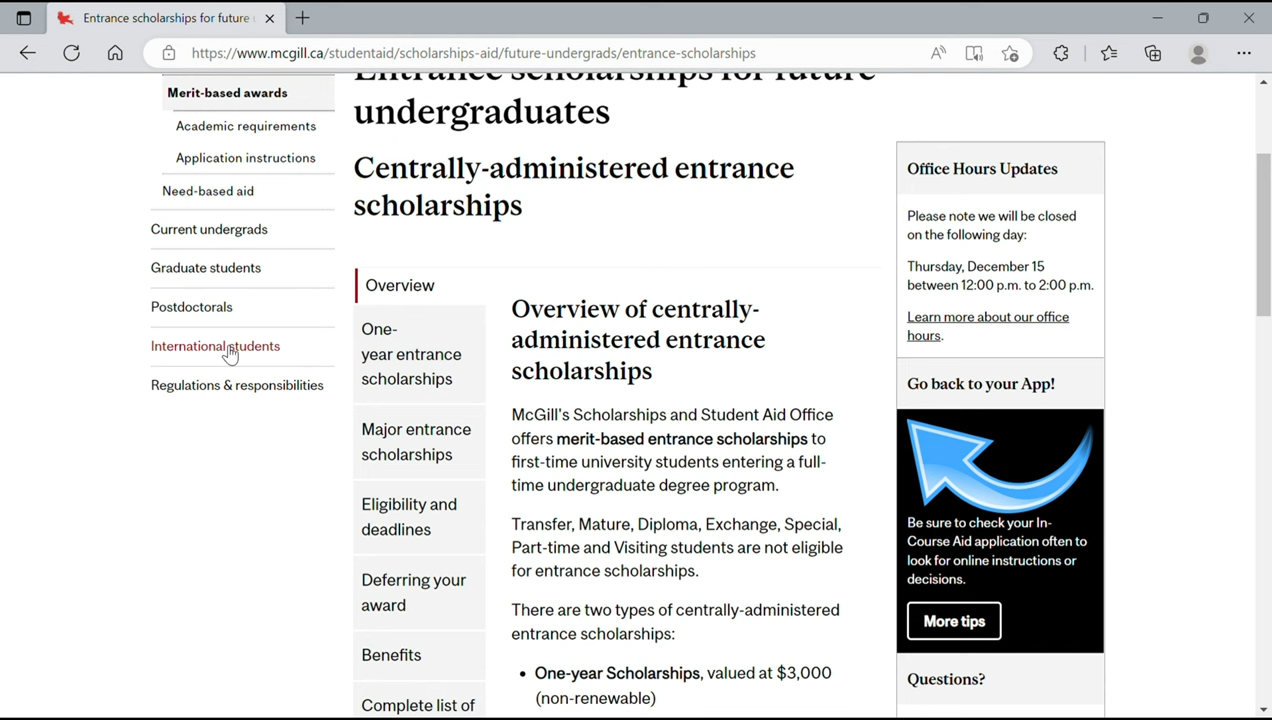 Entrance scholarships for future
https://www.mcgill.ca/studentaid/scholarships-aid/future-undergrads/entrance-scholarships
Merit-based awards
Academic requirements
Application instructions
Need-based aid
Current undergrads
Graduate students
Postdoctorals
International students
Regulations & responsibilities
Entrance scholarships for future
undergraduates
Centrally-administered entrance
scholarships
Overview
One-
year entrance
scholarships
Major entrance
scholarships
Eligibility and
deadlines
Deferring your
award
Benefits
Complete list of
Overview of centrally-
administered entrance
scholarships
McGill's Scholarships and Student Aid Office
offers merit-based entrance scholarships to
first-time university students entering a full-
time undergraduate degree program.
Transfer, Mature, Diploma, Exchange, Special,
Part-time and Visiting students are not eligible
for entrance scholarships.
There are two types of centrally-administered
entrance scholarships:
• One-year Scholarships, valued at $3,000
(non-renewable)
Office Hours Updates
Please note we will be closed
on the following day:
Thursday, December 15
between 12:00 p.m. to 2:00 p.m.
Learn more about our office
hours.
Go back to your App!
Be sure to check your In-
Course Aid application often to
look for online instructions or
decisions.
More tips
Questions?